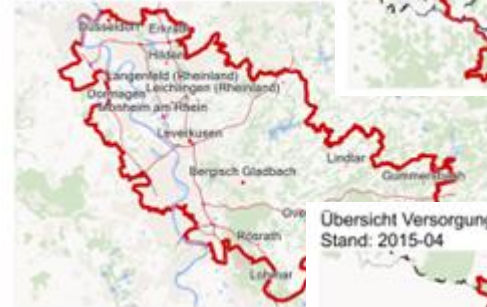 Düsseldorf Erkrath
Hilden
Langenfeld (Rheinland)
Leichlingen (Rheinland)
Dormagen
Monheim am Rhein
Leverkusen
Bergisch Gladbach
Lindlar
Gummersbach
Rösrath
Lohmar
Übersicht Versorgung
Stand: 2015-04